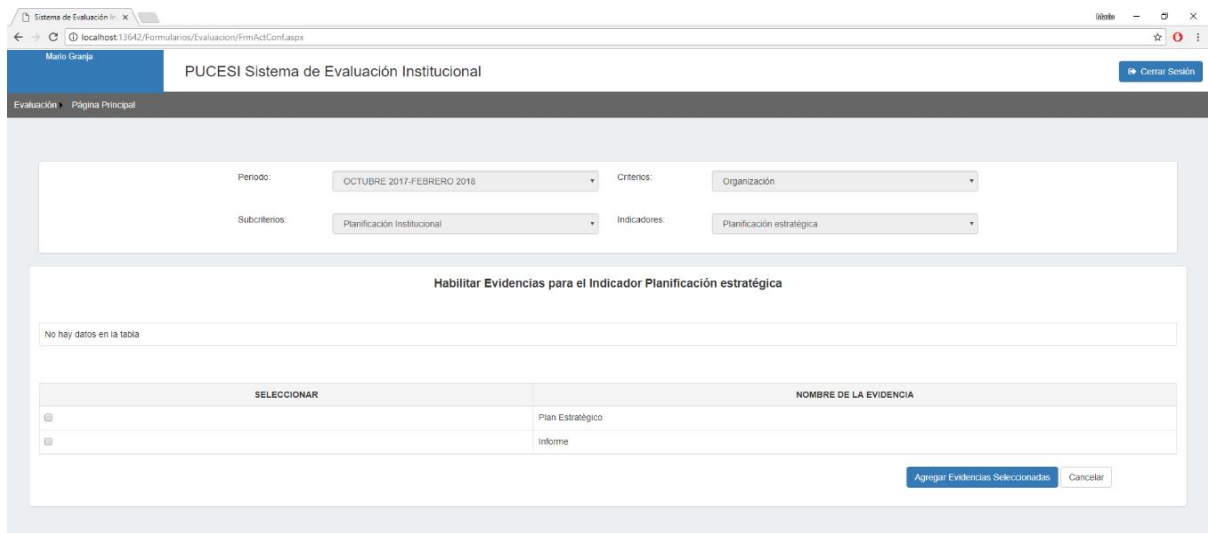 Sistema de Evaluación In
localhost:13642/Formularios/Evaluacion/FrmActConf.aspx
Mario Granja
PUCESI Sistema de Evaluación Institucional
Cerrar Sesión
Evaluación Página Principal
Periodo: OCTUBRE 2017-FEBRERO 2018 Criterios: Organización
Subcriterios: Planificación Institucional Indicadores: Planificación estratégica
Habilitar Evidencias para el Indicador Planificación estratégica
No hay datos en la tabla
SELECCIONAR NOMBRE DE LA EVIDENCIA
Plan Estratégico
Informe
Agregar Evidencias Seleccionadas Cancelar